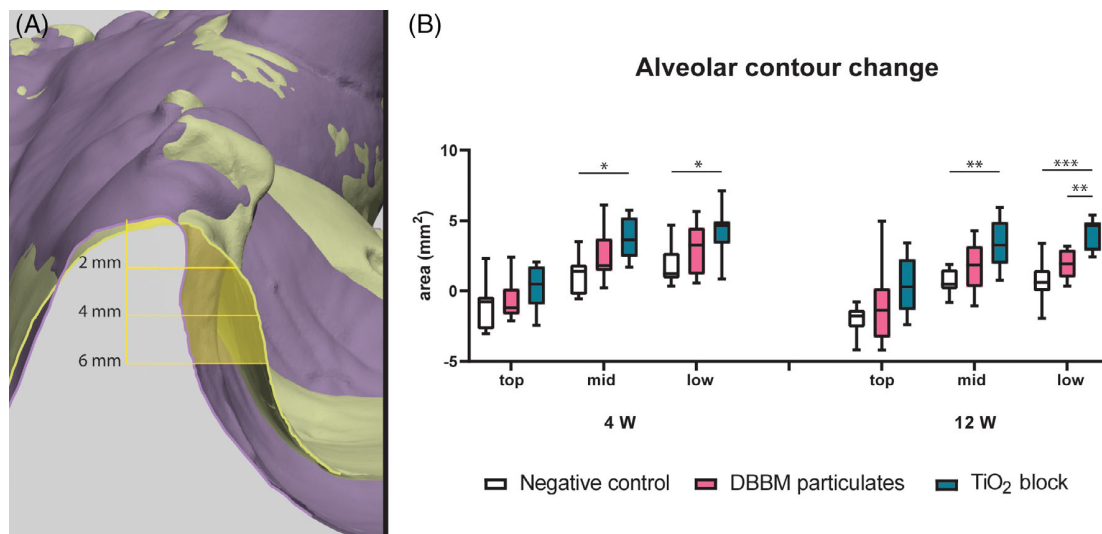 (A)
2 mm
4 mm
6 mm
(B)
Alveolar contour change
area (mm²)
10
5
0
-5
* * ** *** **
top mid low top mid low
4 W 12 W
Negative control DBBM particulates TiO₂ block